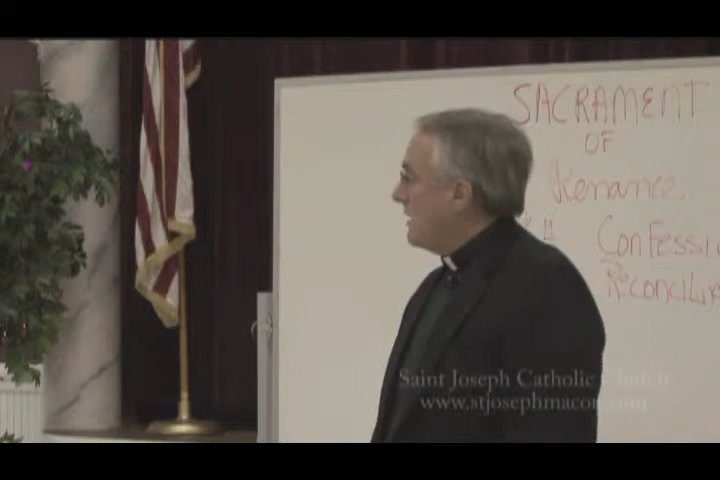 SACRAMENT
OF
Penance,
ConFessi
ReconciLi
Saint Joseph Catholic Church
www.stjosephmacon.com